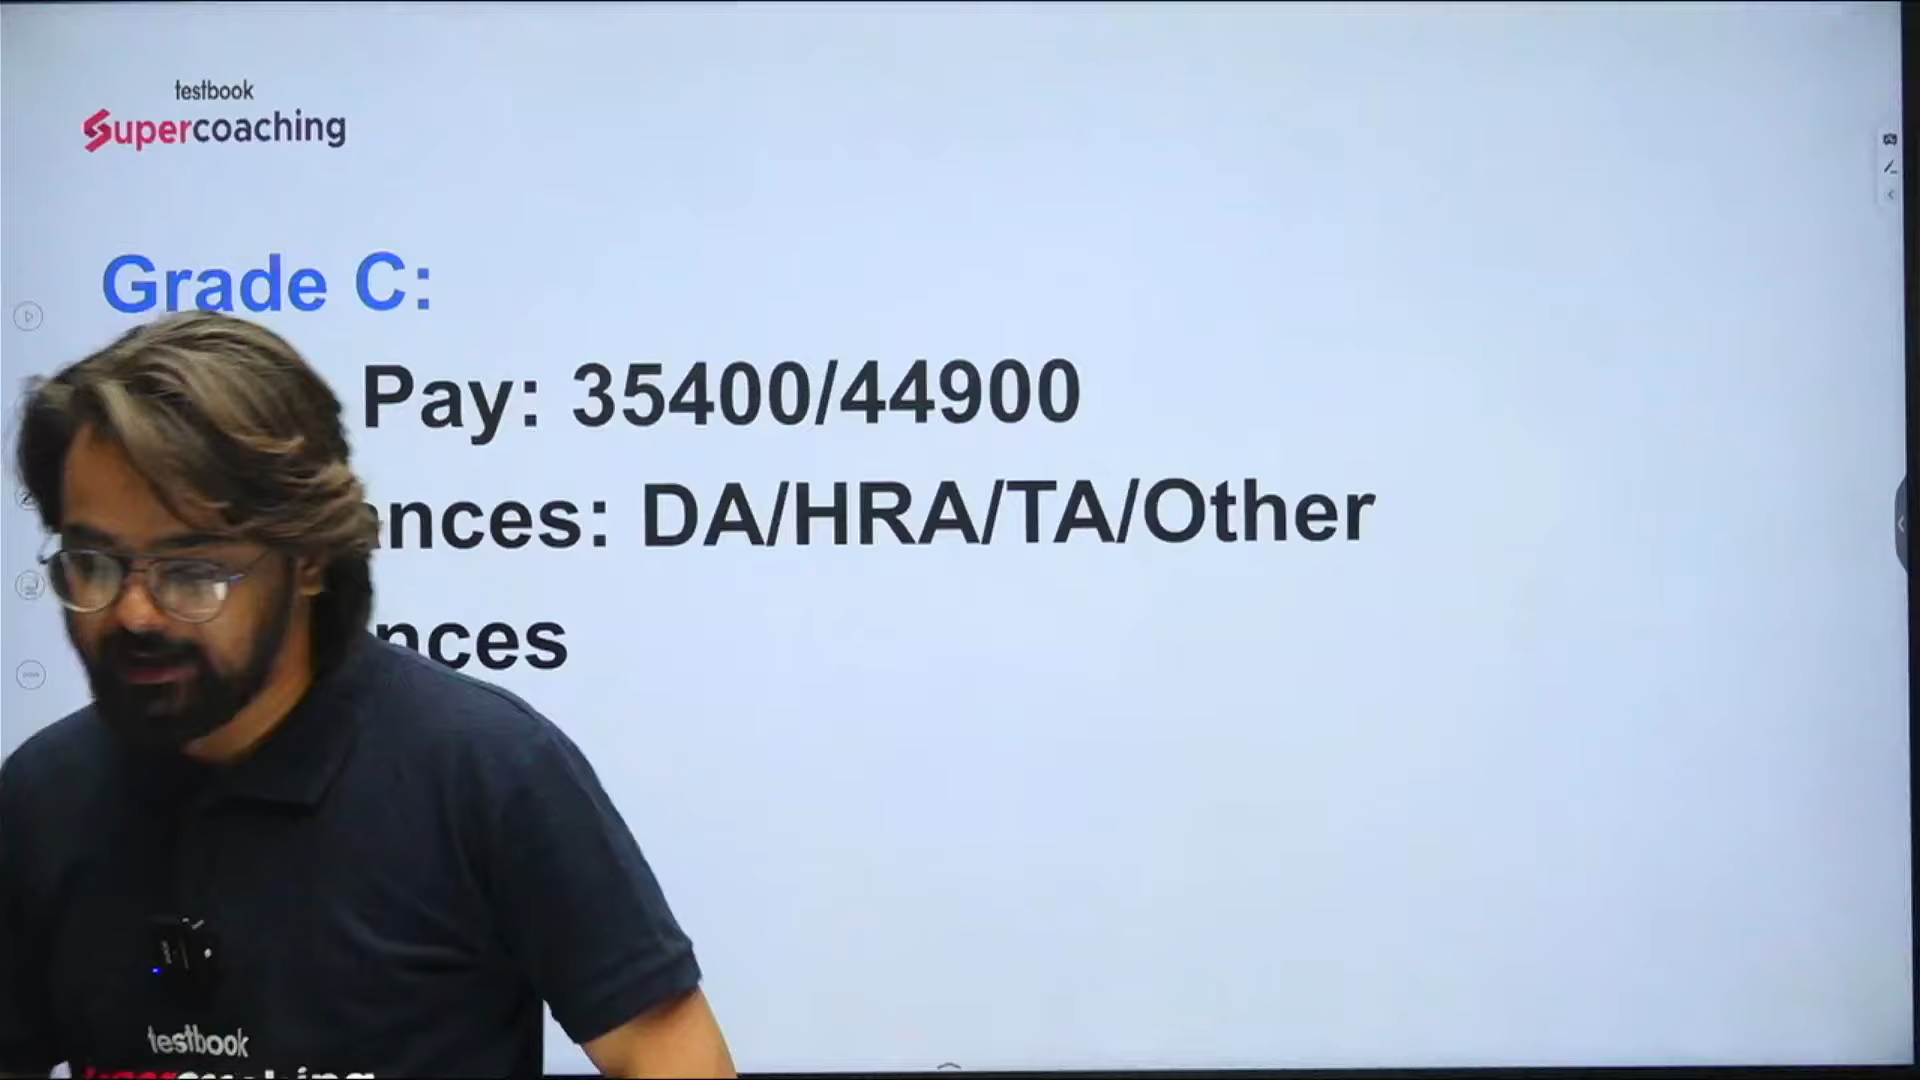 testbook
Supercoaching
Grade C:
Pay: 35400/44900
ances: DA/HRA/TA/Other
nces
testbook